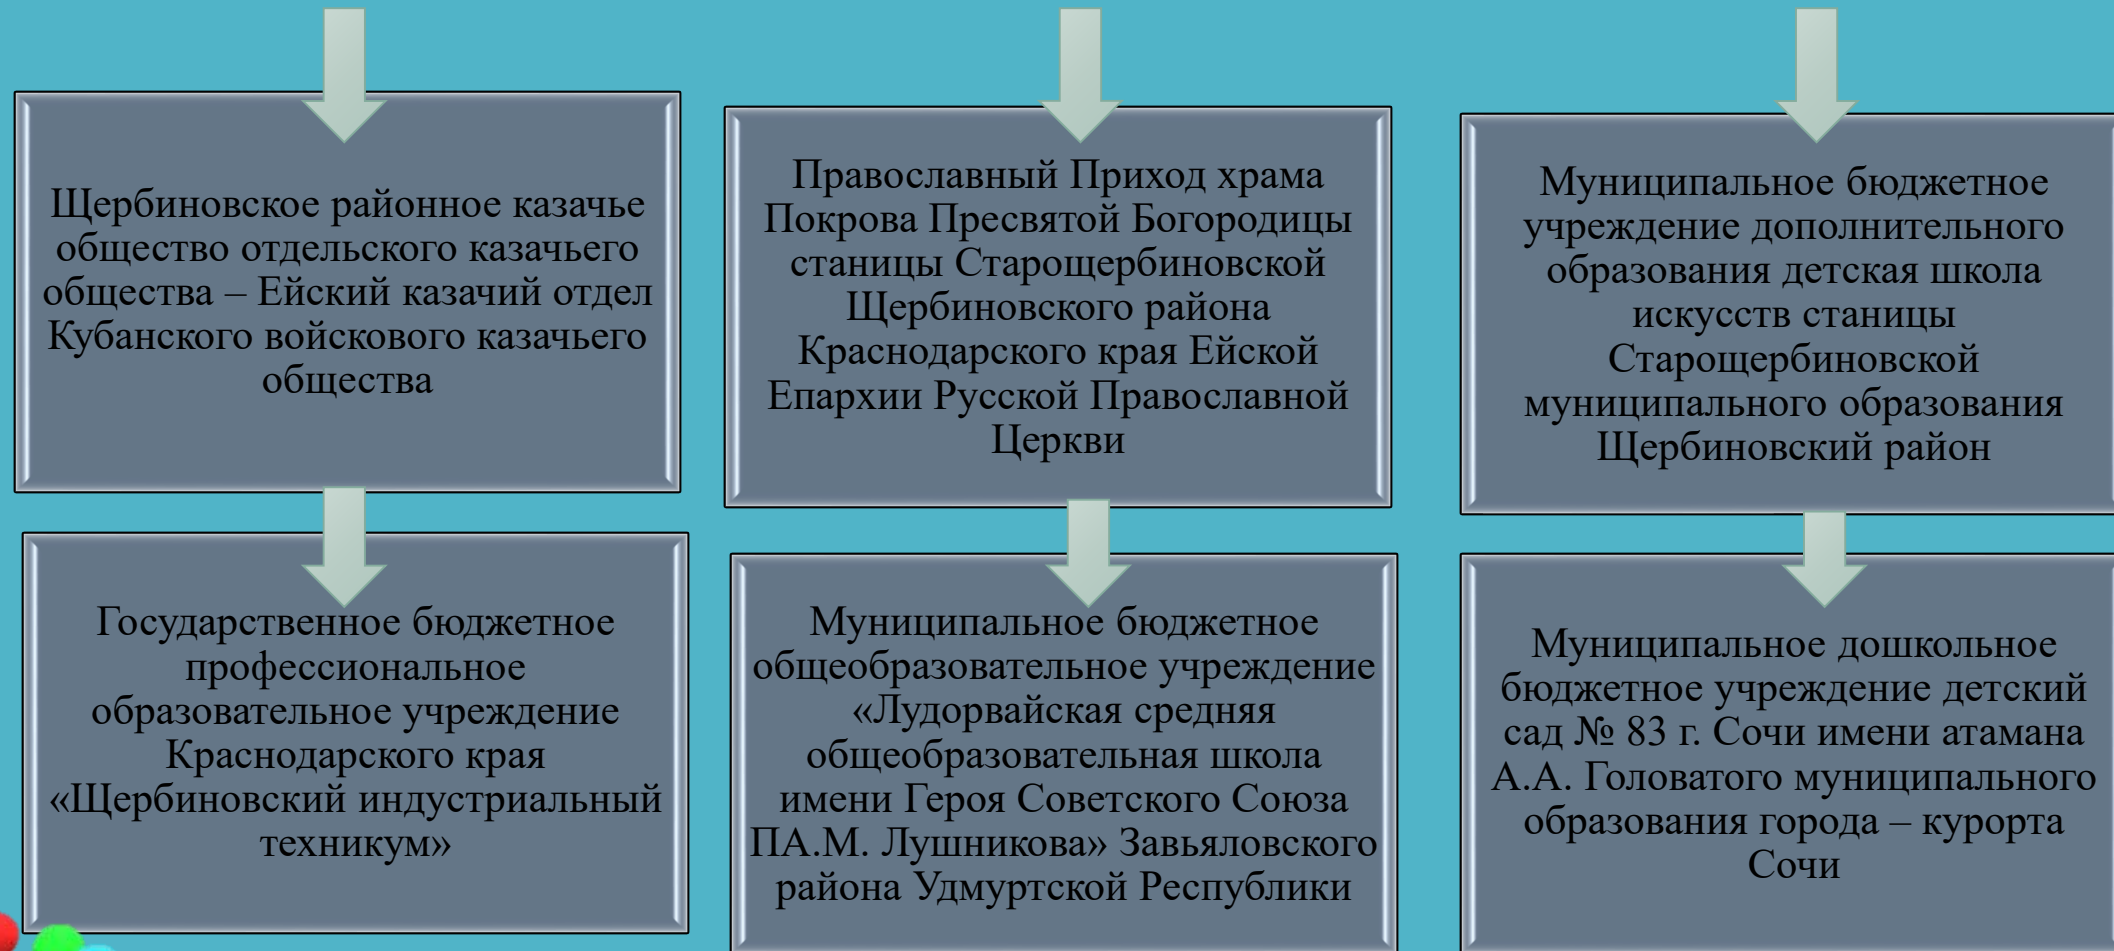 Щербиновское районное казачье
общество отдельского казачьего
общества – Ейский казачий отдел
Кубанского войскового казачьего
общества
Православный Приход храма
Покрова Пресвятой Богородицы
станицы Старощербиновской
Щербиновского района
Краснодарского края Ейской
Епархии Русской Православной
Церкви
Муниципальное бюджетное
учреждение дополнительного
образования детская школа
искусств станицы
Старощербиновской
муниципального образования
Щербиновский район
Государственное бюджетное
профессиональное
образовательное учреждение
Краснодарского края
«Щербиновский индустриальный
техникум»
Муниципальное бюджетное
общеобразовательное учреждение
«Лудорвайская средняя
общеобразовательная школа
имени Героя Советского Союза
ПА.М. Лушникова» Завьяловского
района Удмуртской Республики
Муниципальное дошкольное
бюджетное учреждение детский
сад № 83 г. Сочи имени атамана
А.А. Головатого муниципального
образования города – курорта
Сочи